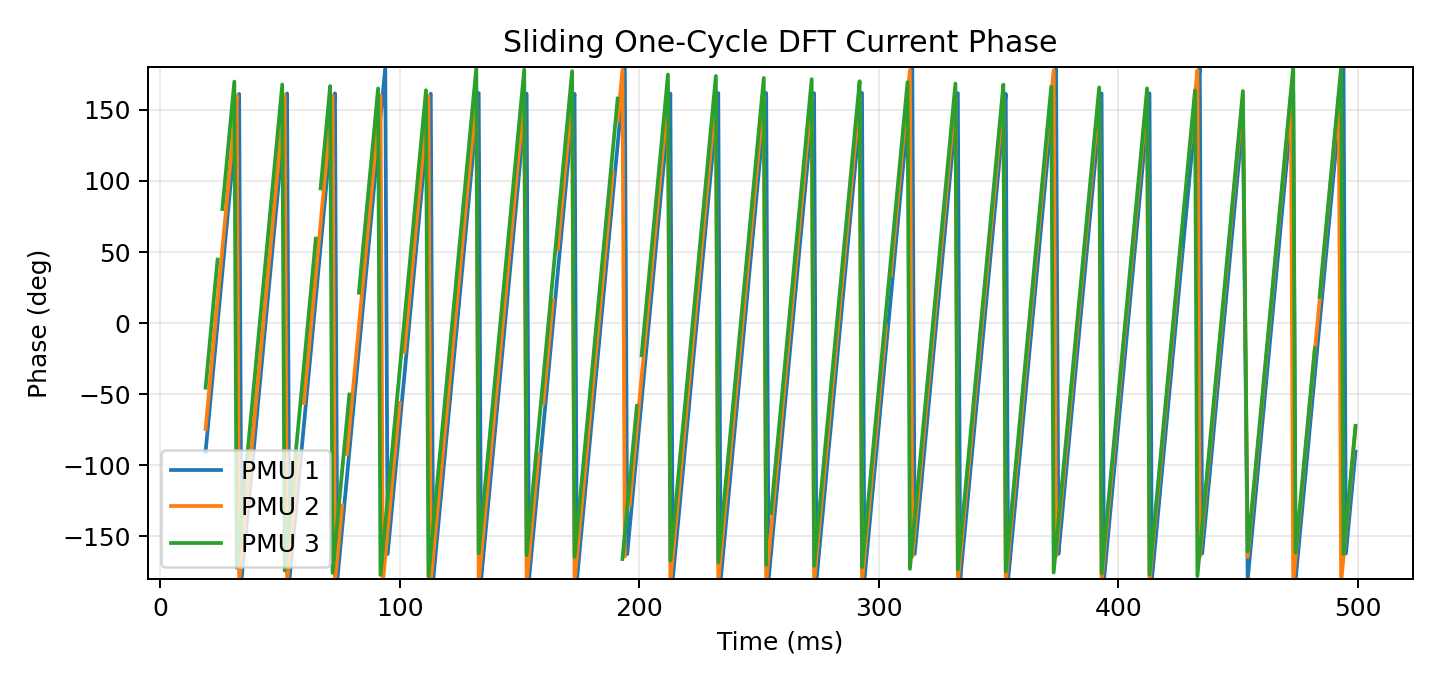 Sliding One-Cycle DFT Current Phase
Phase (deg)
150
100
50
0
−50
−100
−150
PMU 1
PMU 2
PMU 3
0
100
200
300
400
500
Time (ms)